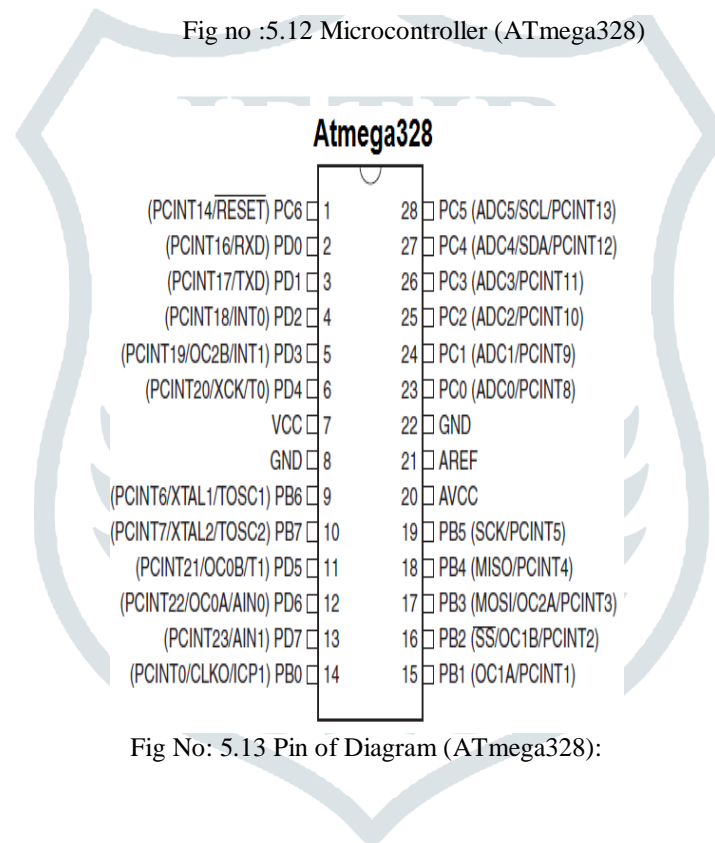 Fig no :5.12 Microcontroller (ATmega328)
Atmega328
(PCINT14/RESET) PC6 1 28 PC5 (ADC5/SCL/PCINT13)
(PCINT16/RXD) PD0 2 27 PC4 (ADC4/SDA/PCINT12)
(PCINT17/TXD) PD1 3 26 PC3 (ADC3/PCINT11)
(PCINT18/INT0) PD2 4 25 PC2 (ADC2/PCINT10)
(PCINT19/OC2B/INT1) PD3 5 24 PC1 (ADC1/PCINT9)
(PCINT20/XCK/T0) PD4 6 23 PC0 (ADC0/PCINT8)
VCC 7 22 GND
GND 8 21 AREF
(PCINT6/XTAL1/TOSC1) PB6 9 20 AVCC
(PCINT7/XTAL2/TOSC2) PB7 10 19 PB5 (SCK/PCINT5)
(PCINT21/OC0B/T1) PD5 11 18 PB4 (MISO/PCINT4)
(PCINT22/OC0A/AIN0) PD6 12 17 PB3 (MOSI/OC2A/PCINT3)
(PCINT23/AIN1) PD7 13 16 PB2 (SS/OC1B/PCINT2)
(PCINT0/CLKO/ICP1) PB0 14 15 PB1 (OC1A/PCINT1)
Fig No: 5.13 Pin of Diagram (ATmega328):